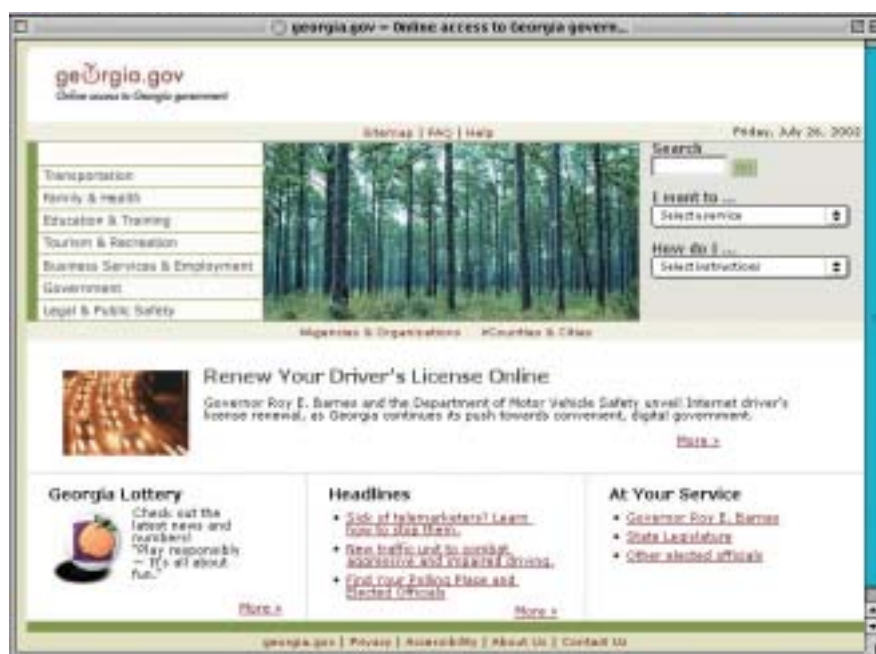 georgia.gov — Online access to Georgia govern...
georgia.gov
Online access to Georgia government
Sitemap | FAQ | Help
Friday, July 26, 2002
Transportation
Family & Health
Education & Training
Tourism & Recreation
Business Services & Employment
Government
Legal & Public Safety
Search
I want to ...
Select a service
How do I ...
Select instructions
Agencies & Organizations
Counties & Cities
Renew Your Driver's License Online
Governor Roy E. Barnes and the Department of Motor Vehicle Safety unveil Internet driver's
license renewal, as Georgia continues its push towards convenient, digital government.
More »
Georgia Lottery
Check out the
latest news and
numbers!
"Play responsibly
— It's all about
fun."
More »
Headlines
• Sick of telemarketers? Learn
how to stop them.
• New traffic unit to combat
aggressive and impaired driving.
• Find Your Polling Place and
Elected Officials
More »
At Your Service
• Governor Roy E. Barnes
• State Legislature
• Other elected officials
georgia.gov | Privacy | Accessibility | About Us | Contact Us